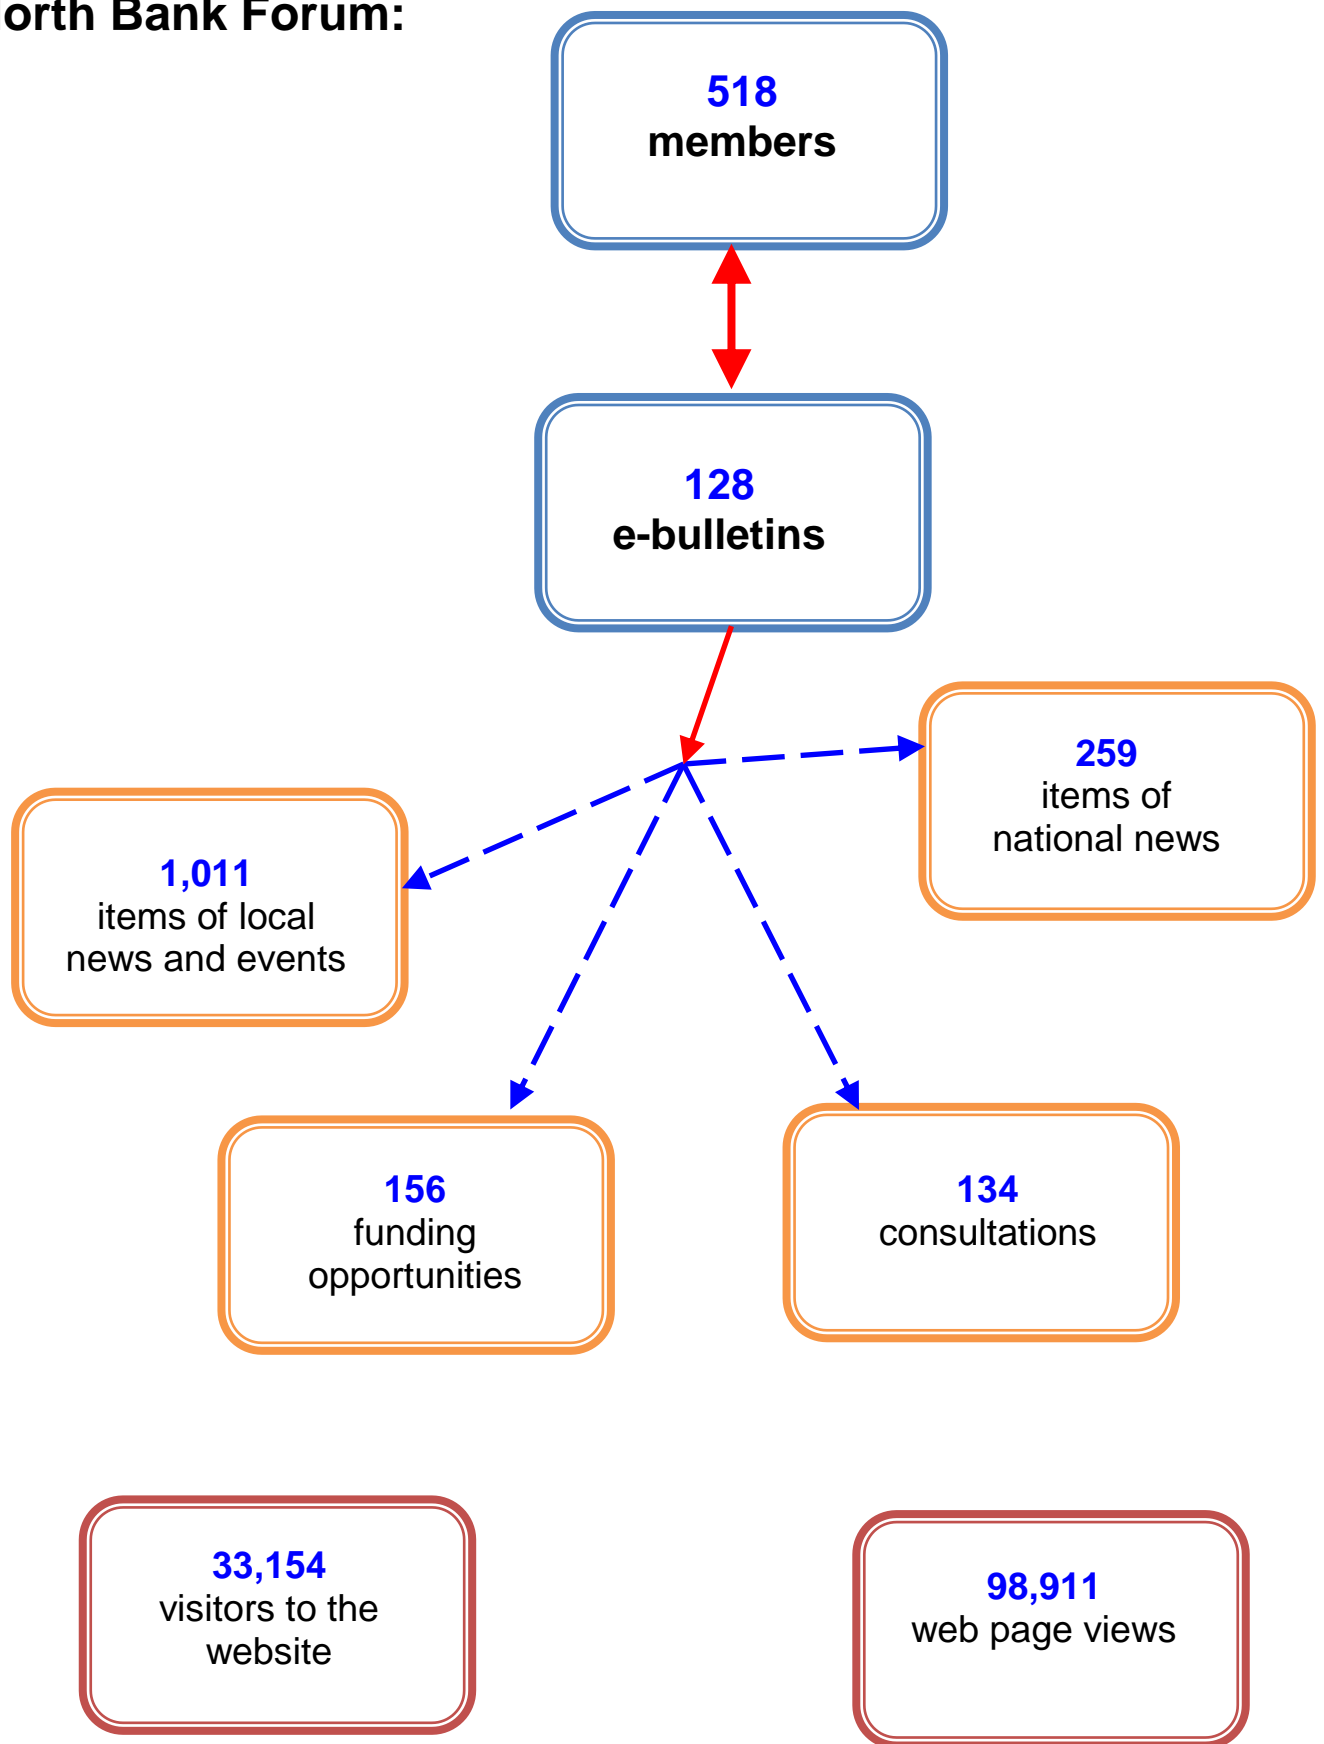 orth Bank Forum:
518
members
128
e-bulletins
259
items of
national news
1,011
items of local
news and events
156
funding
opportunities
134
consultations
33,154
visitors to the
website
98,911
web page views